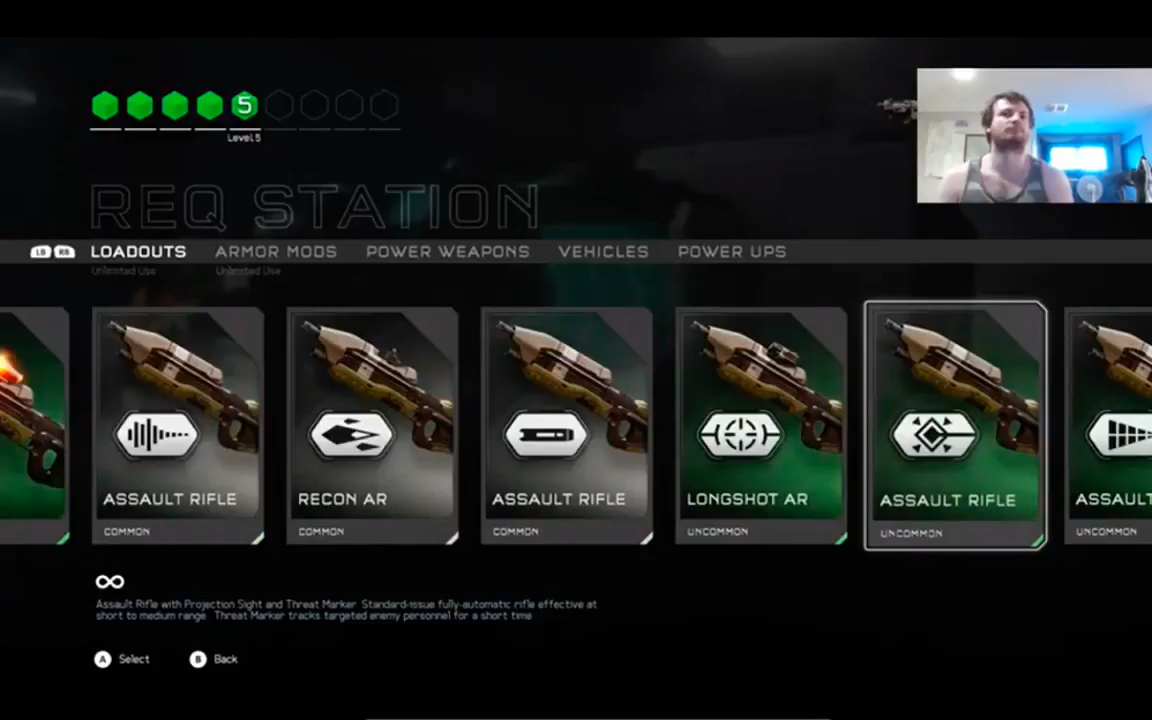 5
Level 5
REQ STATION
LB RB LOADOUTS ARMOR MODS POWER WEAPONS VEHICLES POWER UPS
Unlimited Use Unlimited Use
ASSAULT RIFLE RECON AR ASSAULT RIFLE LONGSHOT AR ASSAULT RIFLE ASSAULT
COMMON COMMON COMMON UNCOMMON UNCOMMON UNCOMMON
Assault Rifle with Projection Sight and Threat Marker. Standard-issue fully-automatic rifle effective at
short to medium range. Threat Marker tracks targeted enemy personnel for a short time
A Select B Back